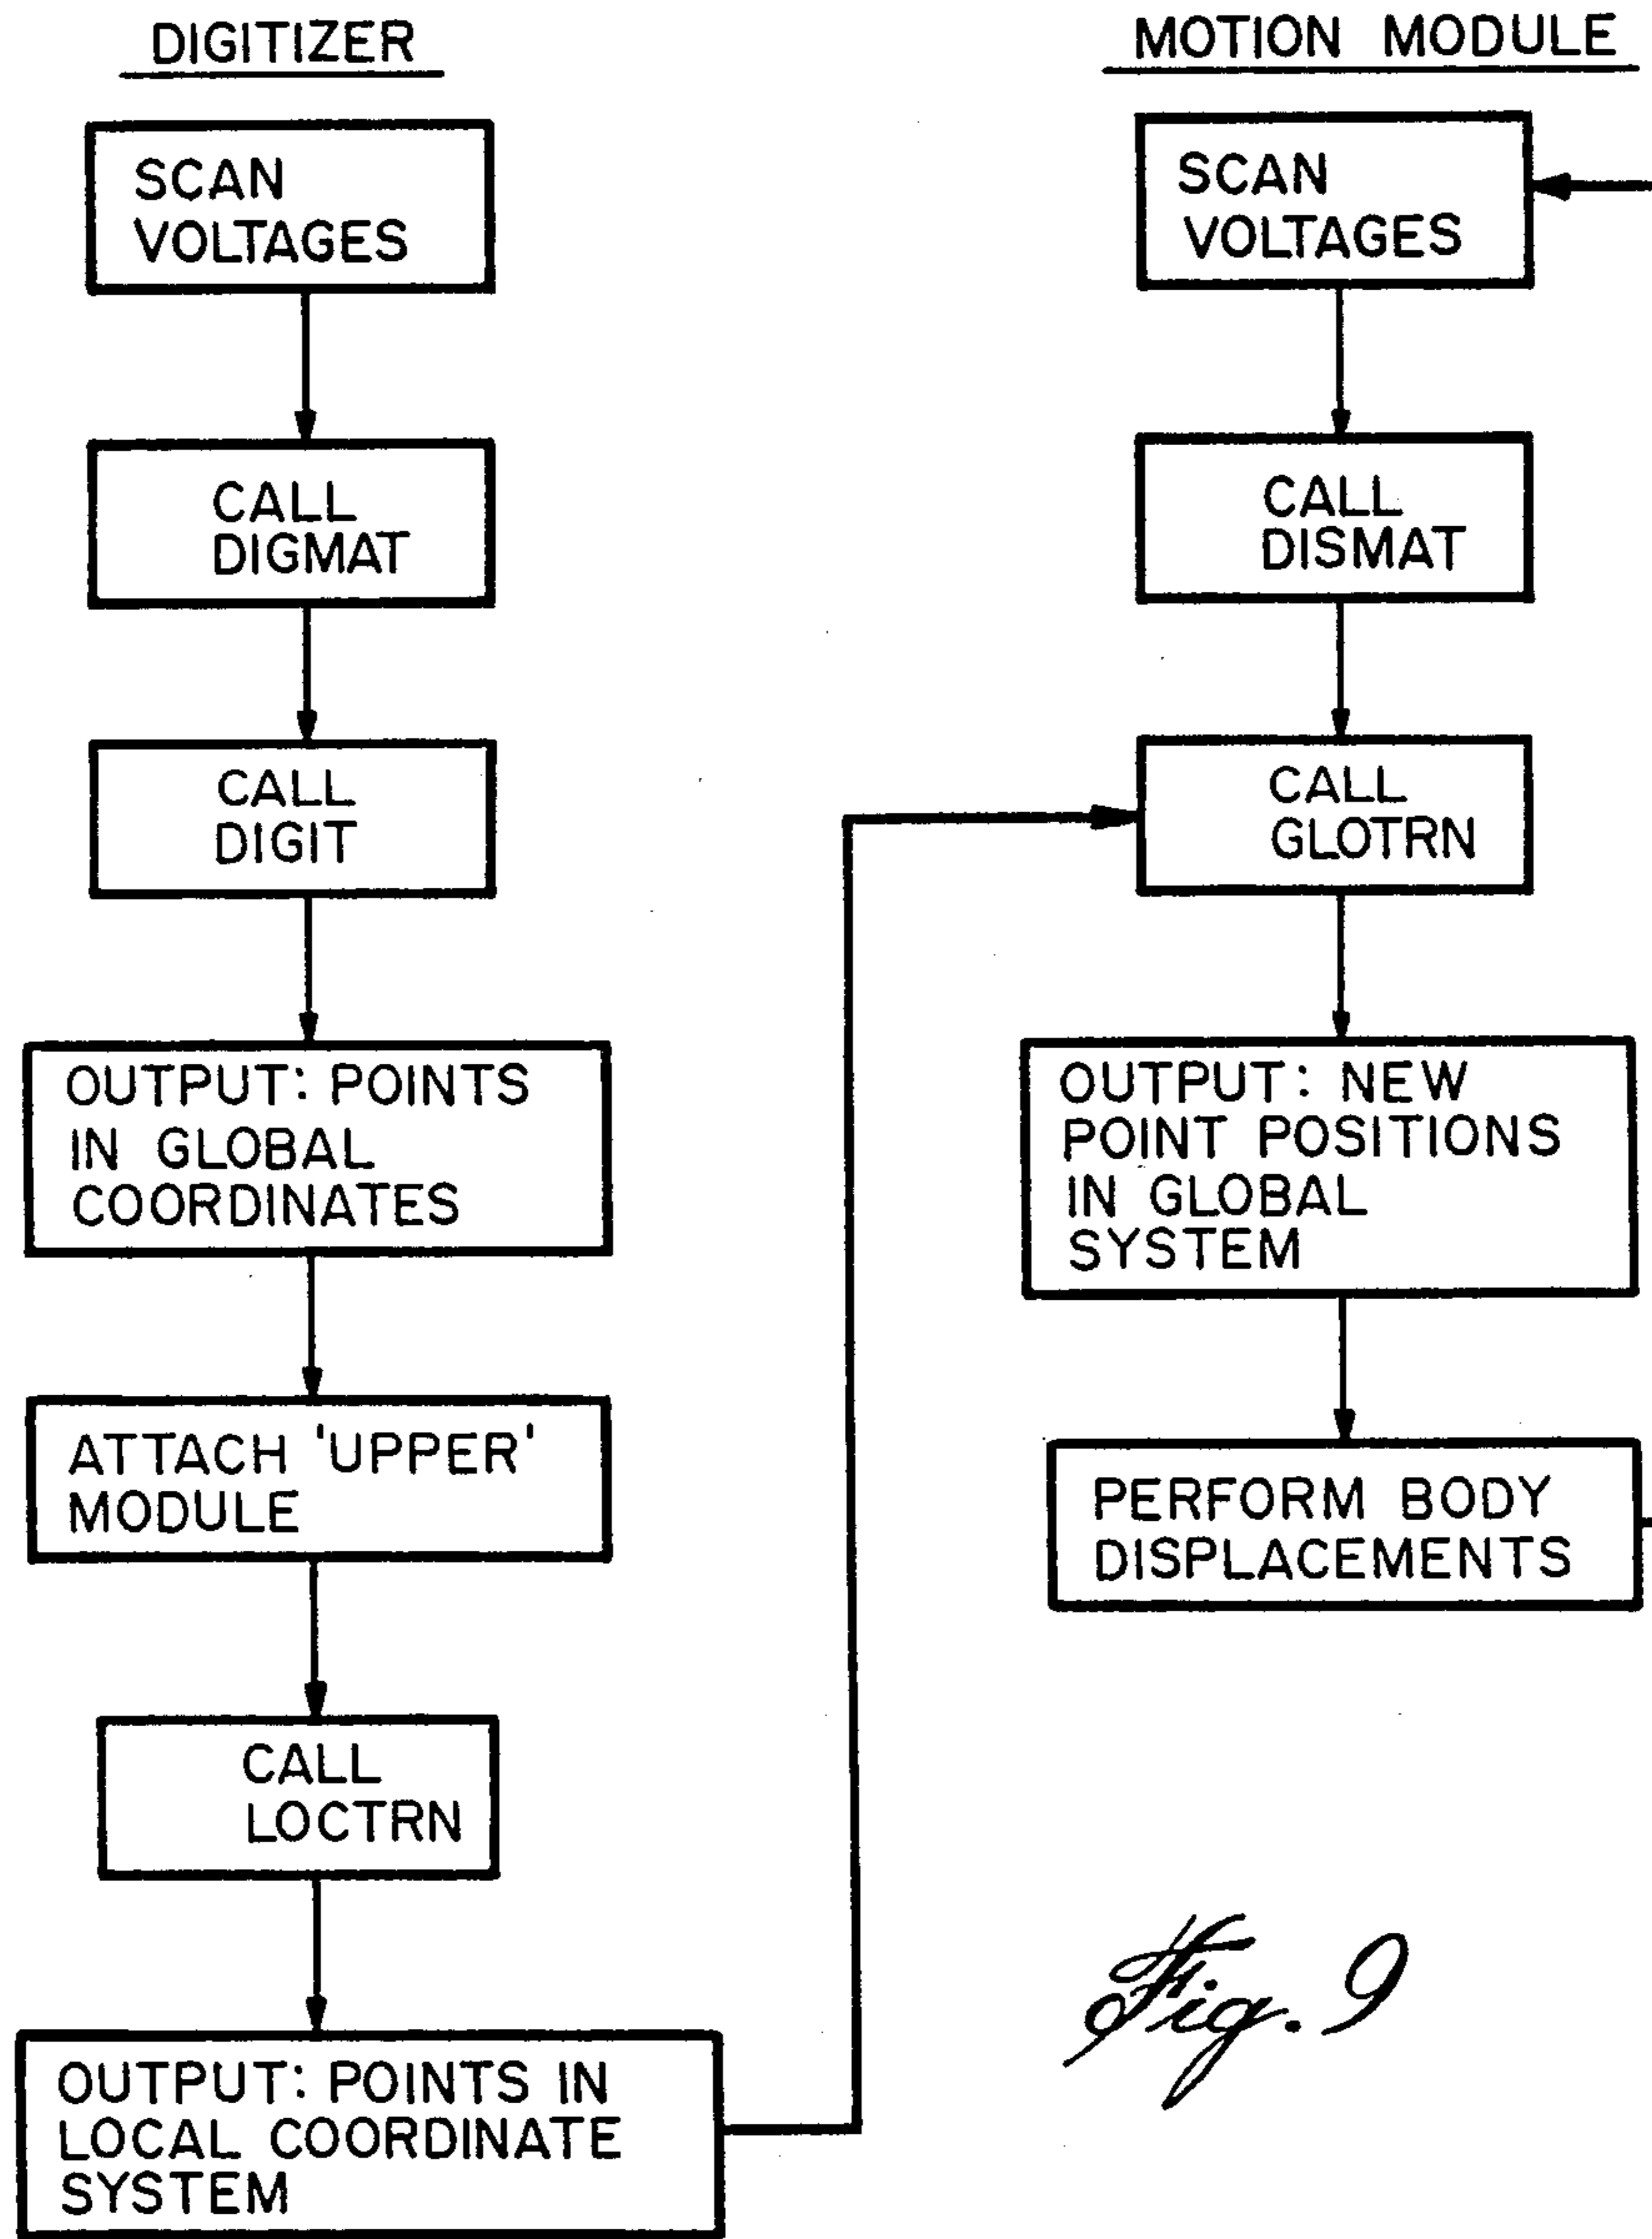 DIGITIZER
SCAN
VOLTAGES
CALL
DIGMAT
CALL
DIGIT
OUTPUT: POINTS
IN GLOBAL
COORDINATES
ATTACH 'UPPER'
MODULE
CALL
LOCTRN
OUTPUT: POINTS IN
LOCAL COORDINATE
SYSTEM
MOTION MODULE
SCAN
VOLTAGES
CALL
DISMAT
CALL
GLOTRN
OUTPUT: NEW
POINT POSITIONS
IN GLOBAL
SYSTEM
PERFORM BODY
DISPLACEMENTS
Fig. 9